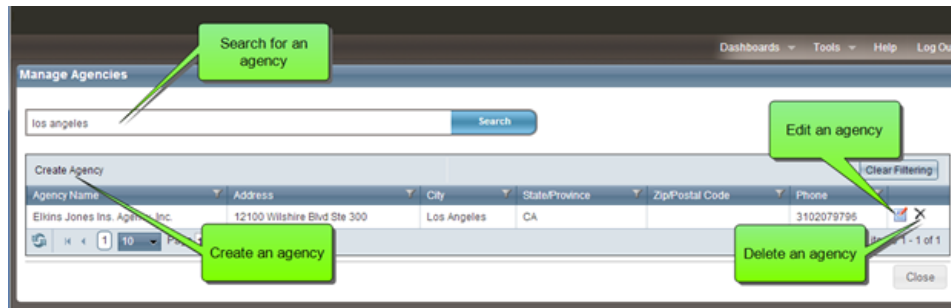 Search for an
agency
Dashboards Tools Help Log Ou
Manage Agencies
los angeles Search
Edit an agency
Create Agency Clear Filtering
Agency Name Address City State/Province Zip/Postal Code Phone
Elkins Jones Ins. Agency, Inc. 12100 Wilshire Blvd Ste 300 Los Angeles CA 3102079796
1 10 1 - 1 of 1
Create an agency
Delete an agency
Close